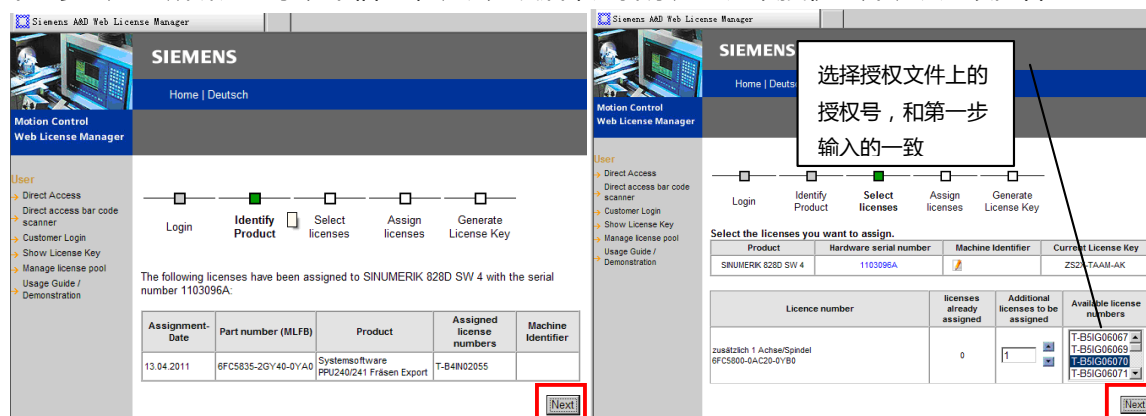 Siemens A&D Web License Manager
SIEMENS
Home | Deutsch
Motion Control
Web License Manager
User
Direct Access
Direct access bar code
scanner
Customer Login
Show License Key
Manage license pool
Usage Guide /
Demonstration
Login
Identify
Product
Select
licenses
Assign
licenses
Generate
License Key
The following licenses have been assigned to SINUMERIK 828D SW 4 with the serial
number 1103096A:
Assignment-
Date
Part number (MLFB)
Product
Assigned
license
numbers
Machine
Identifier
13.04.2011
6FC5835-2GY40-0YA0
Systemsoftware
PPU240/241 Fräsen Export
T-B4IN02055
Next
Siemens A&D Web License Manager
SIEMENS
Home | Deuts
Motion Control
Web License Manager
选择授权文件上的
授权号，和第一步
输入的一致
User
Direct Access
Direct access bar code
scanner
Customer Login
Show License Key
Manage license pool
Usage Guide /
Demonstration
Login
Identify
Product
Select
licenses
Assign
licenses
Generate
License Key
Select the licenses you want to assign.
Product
Hardware serial number
Machine Identifier
Current License Key
SINUMERIK 828D SW 4
1103096A
ZS2X-TAAM-AK
Licence number
licenses
already
assigned
Additional
licenses to be
assigned
Available license
numbers
zusätzlich 1 Achse/Spindel
6FC5800-0AC20-0YB0
0
1
T-B5IG06067
T-B5IG06069
T-B5IG06070
T-B5IG06071
Next